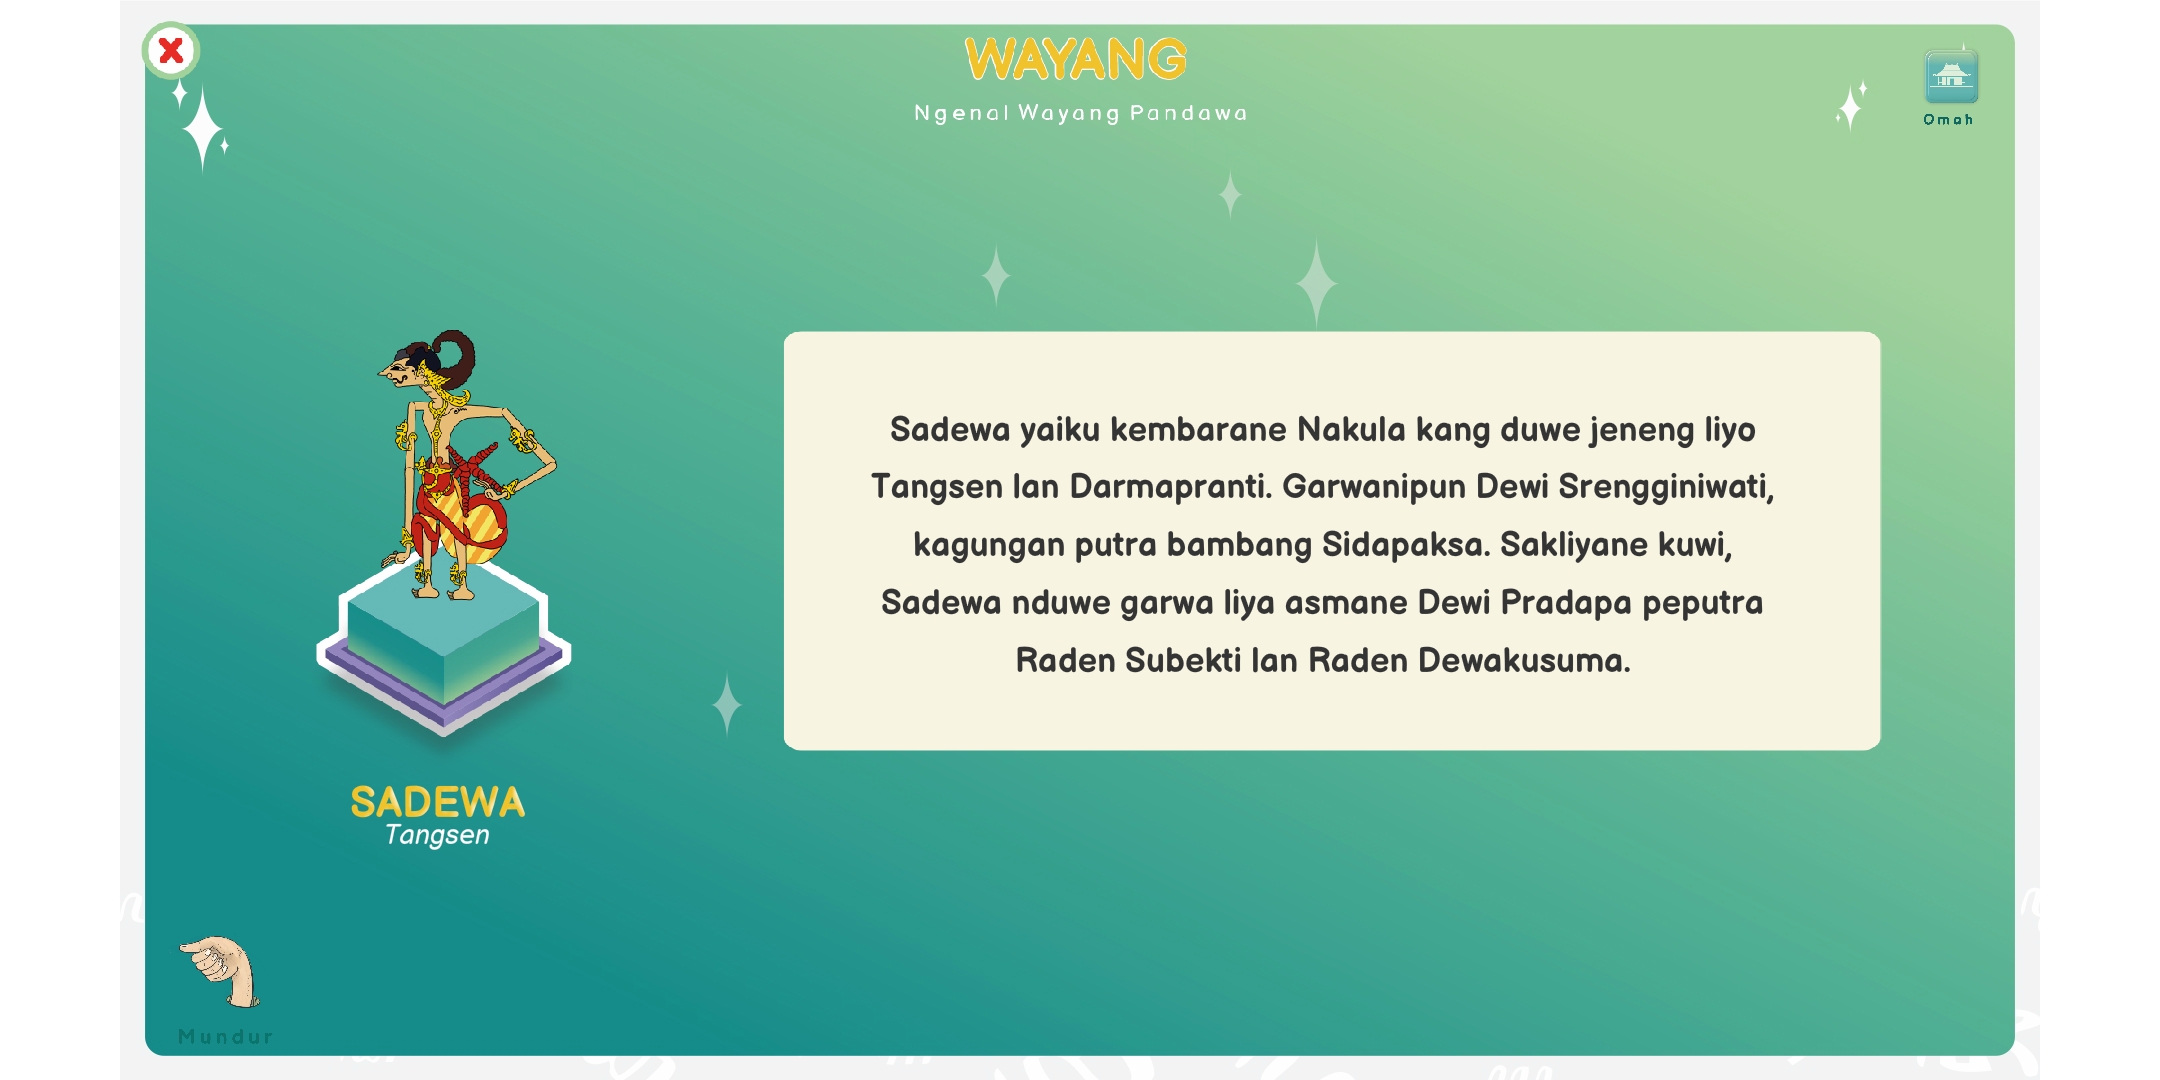 WAYANG
Ngenal Wayang Pandawa
Omah
Sadewa yaiku kembarane Nakula kang duwe jeneng liyo
Tangsen lan Darmapranti. Garwanipun Dewi Srengginiwati,
kagungan putra bambang Sidapaksa. Sakliyane kuwi,
Sadewa nduwe garwa liya asmane Dewi Pradapa peputra
Raden Subekti lan Raden Dewakusuma.
SADEWA
Tangsen
Mundur